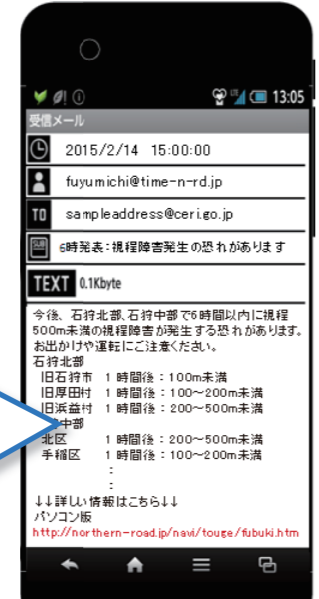 13:05
受信メール
2015/2/14 15:00:00
fuyumichi@time-n-rd.jp
TO sampleaddress@ceri.go.jp
SUB 6時発表:視程障害発生の恐れがあります
TEXT 0.1Kbyte
今後、石狩北部、石狩中部で6時間以内に視程
500m未満の視程障害が発生する恐れがあります。
お出かけや運転にご注意ください。
石狩北部
旧石狩市 1時間後:100m未満
旧厚田村 1時間後:100~200m未満
旧浜益村 1時間後:200~500m未満
中部
北区 1時間後:200~500m未満
手稲区 1時間後:100~200m未満
:
:
↓↓詳しい情報はこちら↓↓
パソコン版
http://northern-road.jp/navi/touge/fubuki.htm